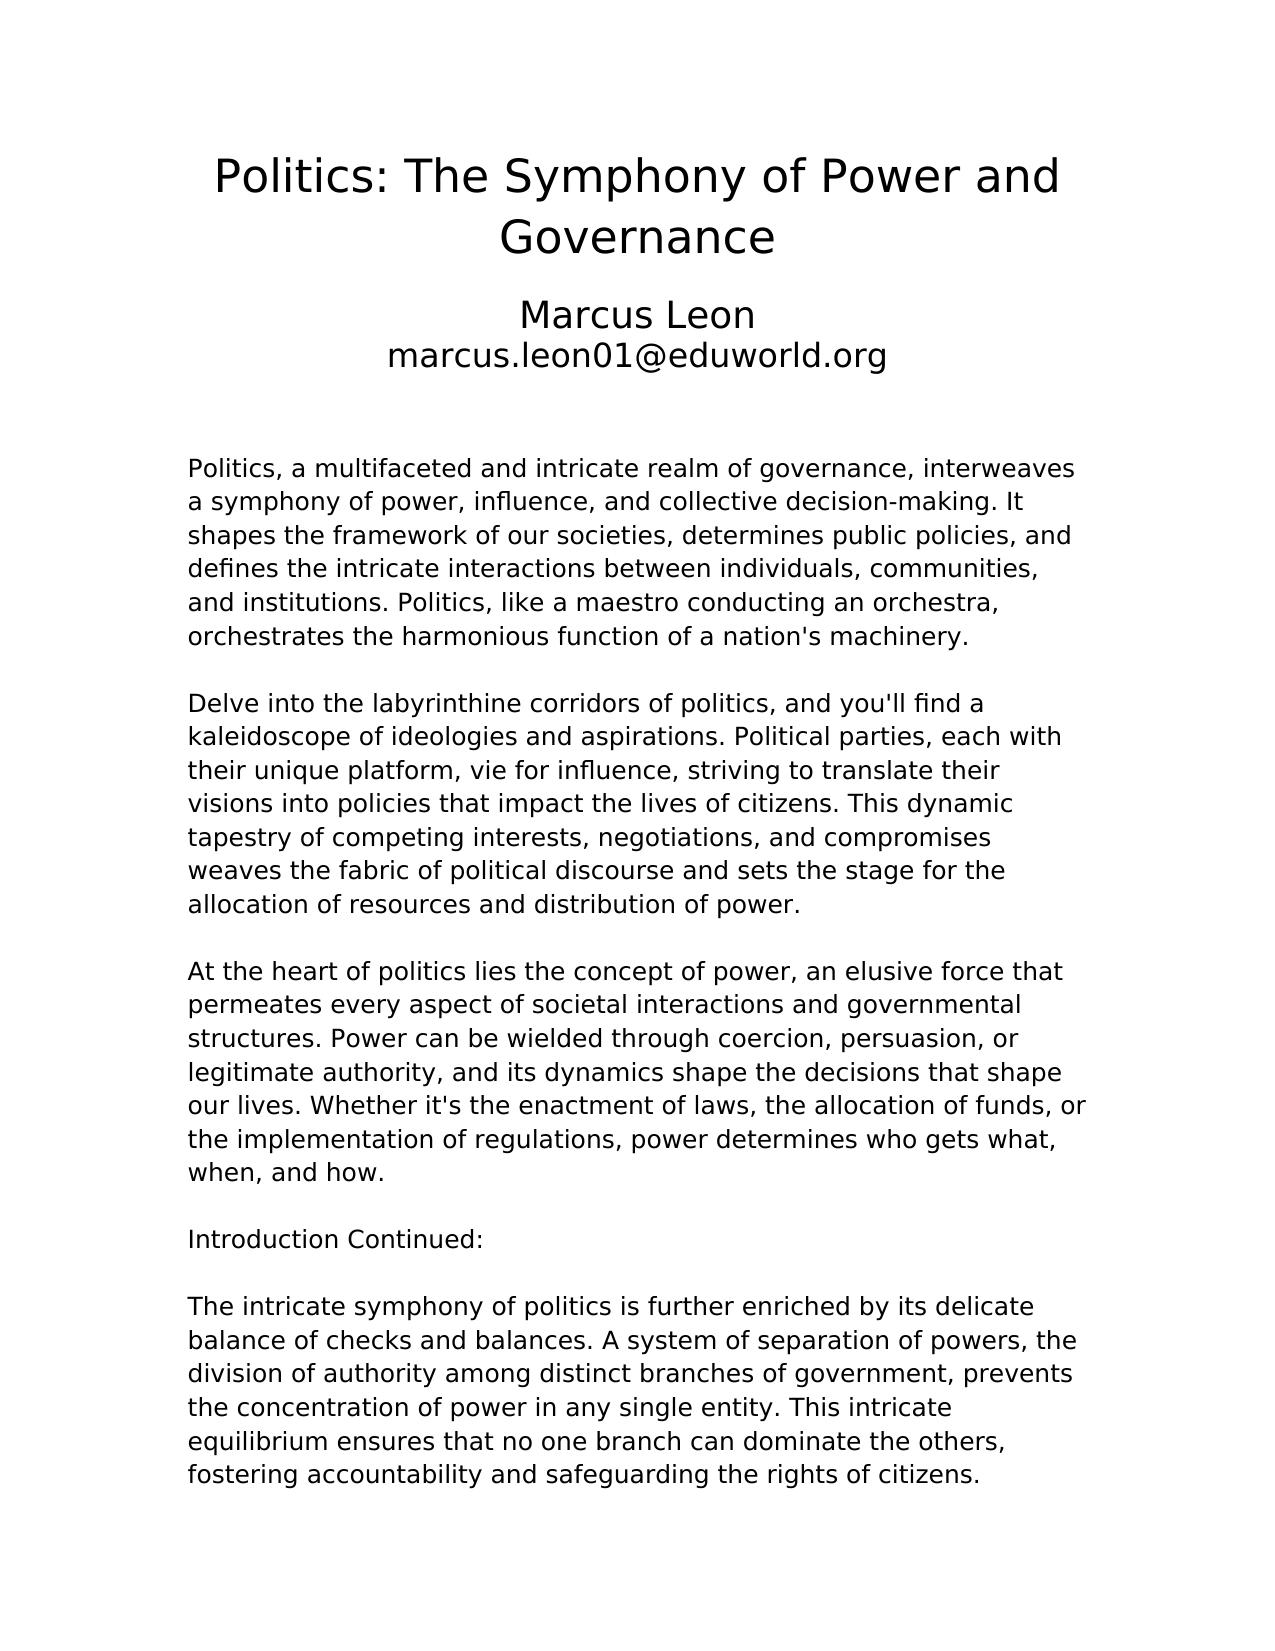 Politics: The Symphony of Power and
Governance
Marcus Leon
marcus.leon01@eduworld.org
Politics, a multifaceted and intricate realm of governance, interweaves
a symphony of power, influence, and collective decision-making. It
shapes the framework of our societies, determines public policies, and
defines the intricate interactions between individuals, communities,
and institutions. Politics, like a maestro conducting an orchestra,
orchestrates the harmonious function of a nation's machinery.
Delve into the labyrinthine corridors of politics, and you'll find a
kaleidoscope of ideologies and aspirations. Political parties, each with
their unique platform, vie for influence, striving to translate their
visions into policies that impact the lives of citizens. This dynamic
tapestry of competing interests, negotiations, and compromises
weaves the fabric of political discourse and sets the stage for the
allocation of resources and distribution of power.
At the heart of politics lies the concept of power, an elusive force that
permeates every aspect of societal interactions and governmental
structures. Power can be wielded through coercion, persuasion, or
legitimate authority, and its dynamics shape the decisions that shape
our lives. Whether it's the enactment of laws, the allocation of funds, or
the implementation of regulations, power determines who gets what,
when, and how.
Introduction Continued:
The intricate symphony of politics is further enriched by its delicate
balance of checks and balances. A system of separation of powers, the
division of authority among distinct branches of government, prevents
the concentration of power in any single entity. This intricate
equilibrium ensures that no one branch can dominate the others,
fostering accountability and safeguarding the rights of citizens.